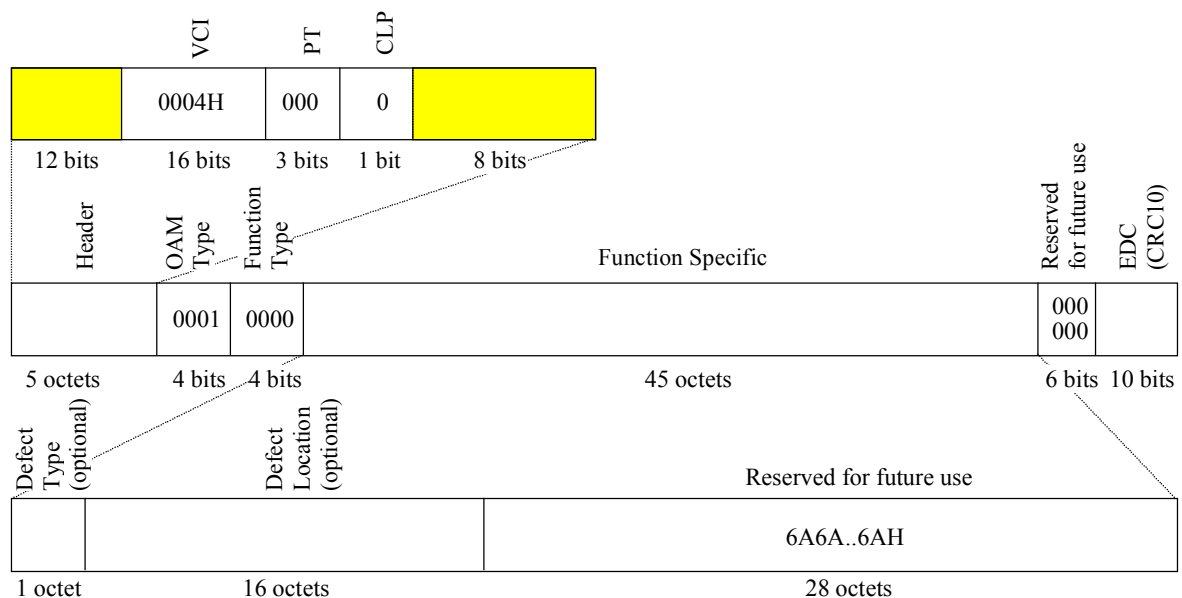 VCI
PT
CLP
0004H 000 0
12 bits 16 bits 3 bits 1 bit 8 bits
Header
OAM
Type
Function
Type
Function Specific
Reserved
for future use
EDC
(CRC10)
0001 0000
000
000
5 octets 4 bits 4 bits 45 octets 6 bits 10 bits
Defect
Type
(optional)
Defect
Location
(optional)
Reserved for future use
6A6A..6AH
1 octet 16 octets 28 octets